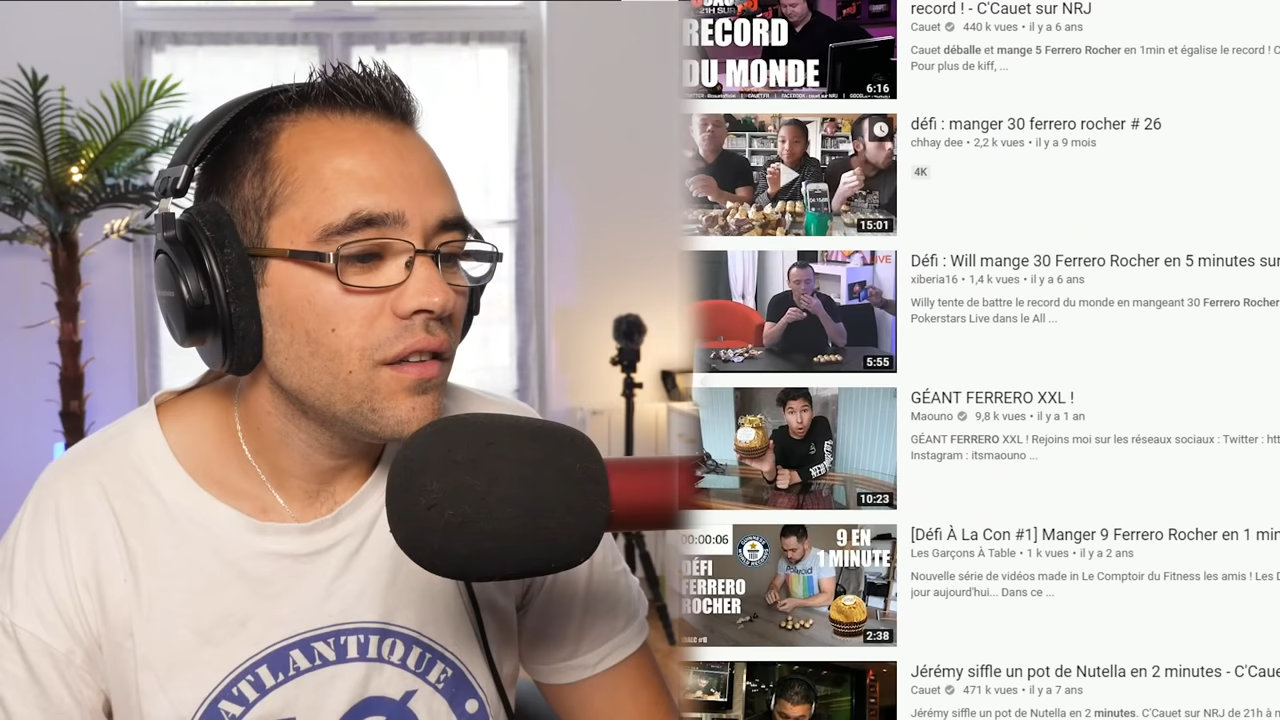 ATLANTIQUE
21H SUR
RECORD
DU MONDE
6:16
record ! - C'Cauet sur NRJ
Cauet 440 k vues • il y a 6 ans
Cauet déballe et mange 5 Ferrero Rocher en 1min et égalise le record ! C
Pour plus de kiff, ...
15:01
défi : manger 30 ferrero rocher # 26
chhay dee • 2,2 k vues • il y a 9 mois
4K
LIVE
5:55
Défi : Will mange 30 Ferrero Rocher en 5 minutes sur
xiberia16 • 1,4 k vues • il y a 6 ans
Willy tente de battre le record du monde en mangeant 30 Ferrero Rocher
Pokerstars Live dans le All ...
10:23
GÉANT FERRERO XXL !
Maouno 9,8 k vues • il y a 1 an
GÉANT FERRERO XXL ! Rejoins moi sur les réseaux sociaux : Twitter : htt
Instagram : itsmaouno ...
00:00:06
9 EN
1 MINUTE
DÉFI
FERRERO
ROCHER
Polaroid
2:38
[Défi À La Con #1] Manger 9 Ferrero Rocher en 1 min
Les Garçons À Table • 1 k vues • il y a 2 ans
Nouvelle série de vidéos made in Le Comptoir du Fitness les amis ! Les D
jour aujourd'hui... Dans ce ...
Jérémy siffle un pot de Nutella en 2 minutes - C'Caue
Cauet 471 k vues • il y a 7 ans
Jérémy siffle un pot de Nutella en 2 minutes. C'Cauet sur NRJ de 21h à m